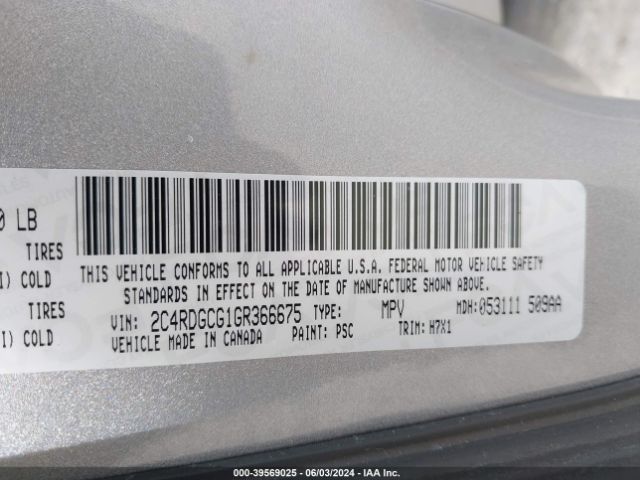 0 LB
TIRES
I) COLD
TIRES
I) COLD
THIS VEHICLE CONFORMS TO ALL APPLICABLE U.S.A. FEDERAL MOTOR VEHICLE SAFETY
STANDARDS IN EFFECT ON THE DATE OF MANUFACTURE SHOWN ABOVE.
VIN: 2C4RDGCG1GR366675 TYPE: MPV MDH: 053111 509AA
VEHICLE MADE IN CANADA PAINT: PSC TRIM: H7X1
000-39569025 - 06/03/2024 - IAA Inc.